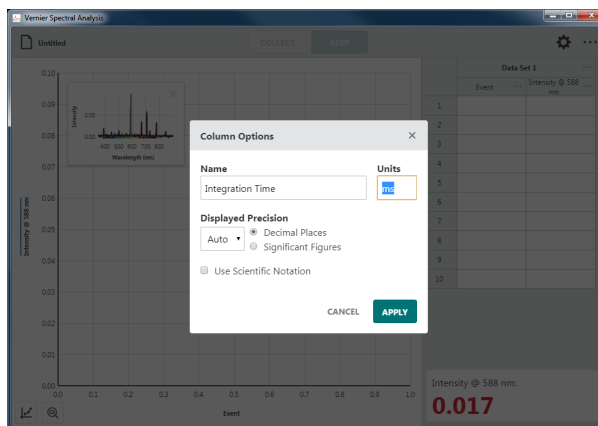 Vernier Spectral Analysis
Untitled
COLLECT
KEEP
Data Set 1
Event
Intensity @ 588 nm
1
2
3
4
5
6
7
8
9
10
0.10
0.09
0.08
0.07
0.06
0.05
0.04
0.03
0.02
0.01
0.00
Intensity @ 588 nm
0.0 0.1 0.2 0.3 0.4 0.5 0.6 0.7 0.8 0.9 1.0
Event
Intensity
0.05
0.00
400 500 600 700 800
Wavelength (nm)
Column Options
Name
Units
Integration Time
ms
Displayed Precision
Auto
Decimal Places
Significant Figures
Use Scientific Notation
CANCEL
APPLY
Intensity @ 588 nm:
0.017